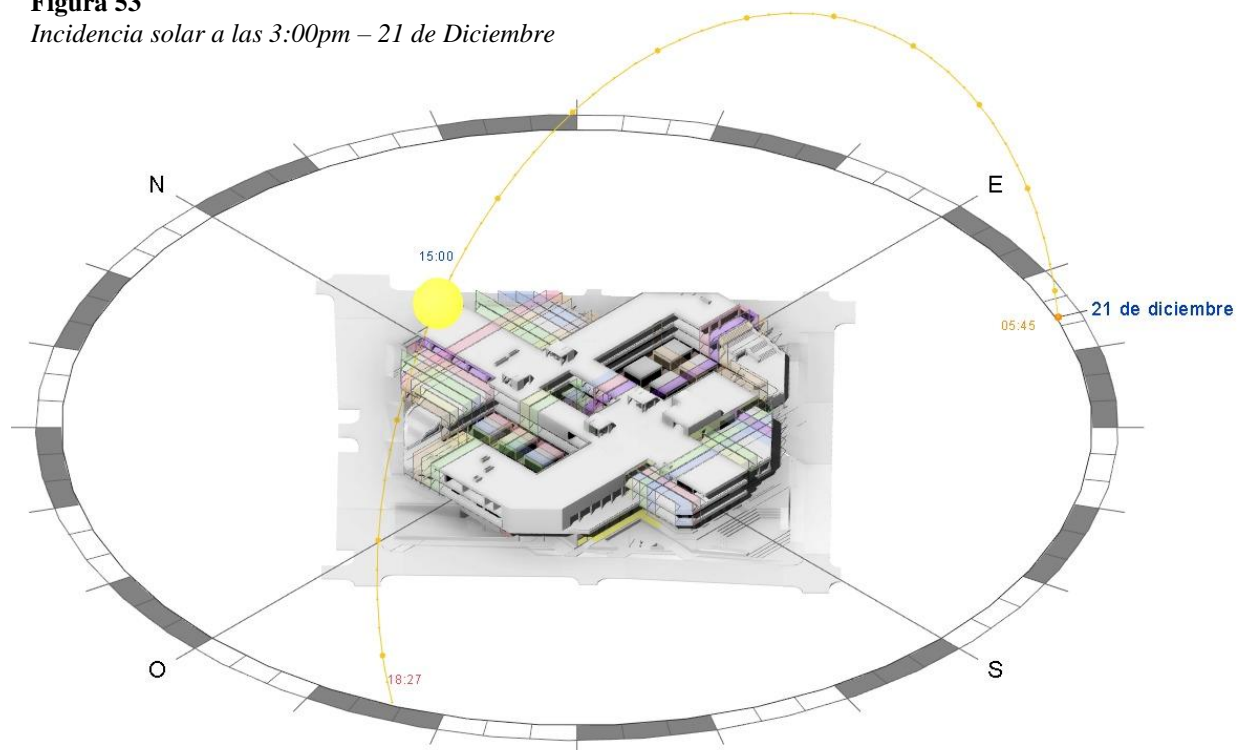 Figura 53
Incidencia solar a las 3:00pm – 21 de Diciembre
N
E
15:00
21 de diciembre
05:45
O
18:27
S